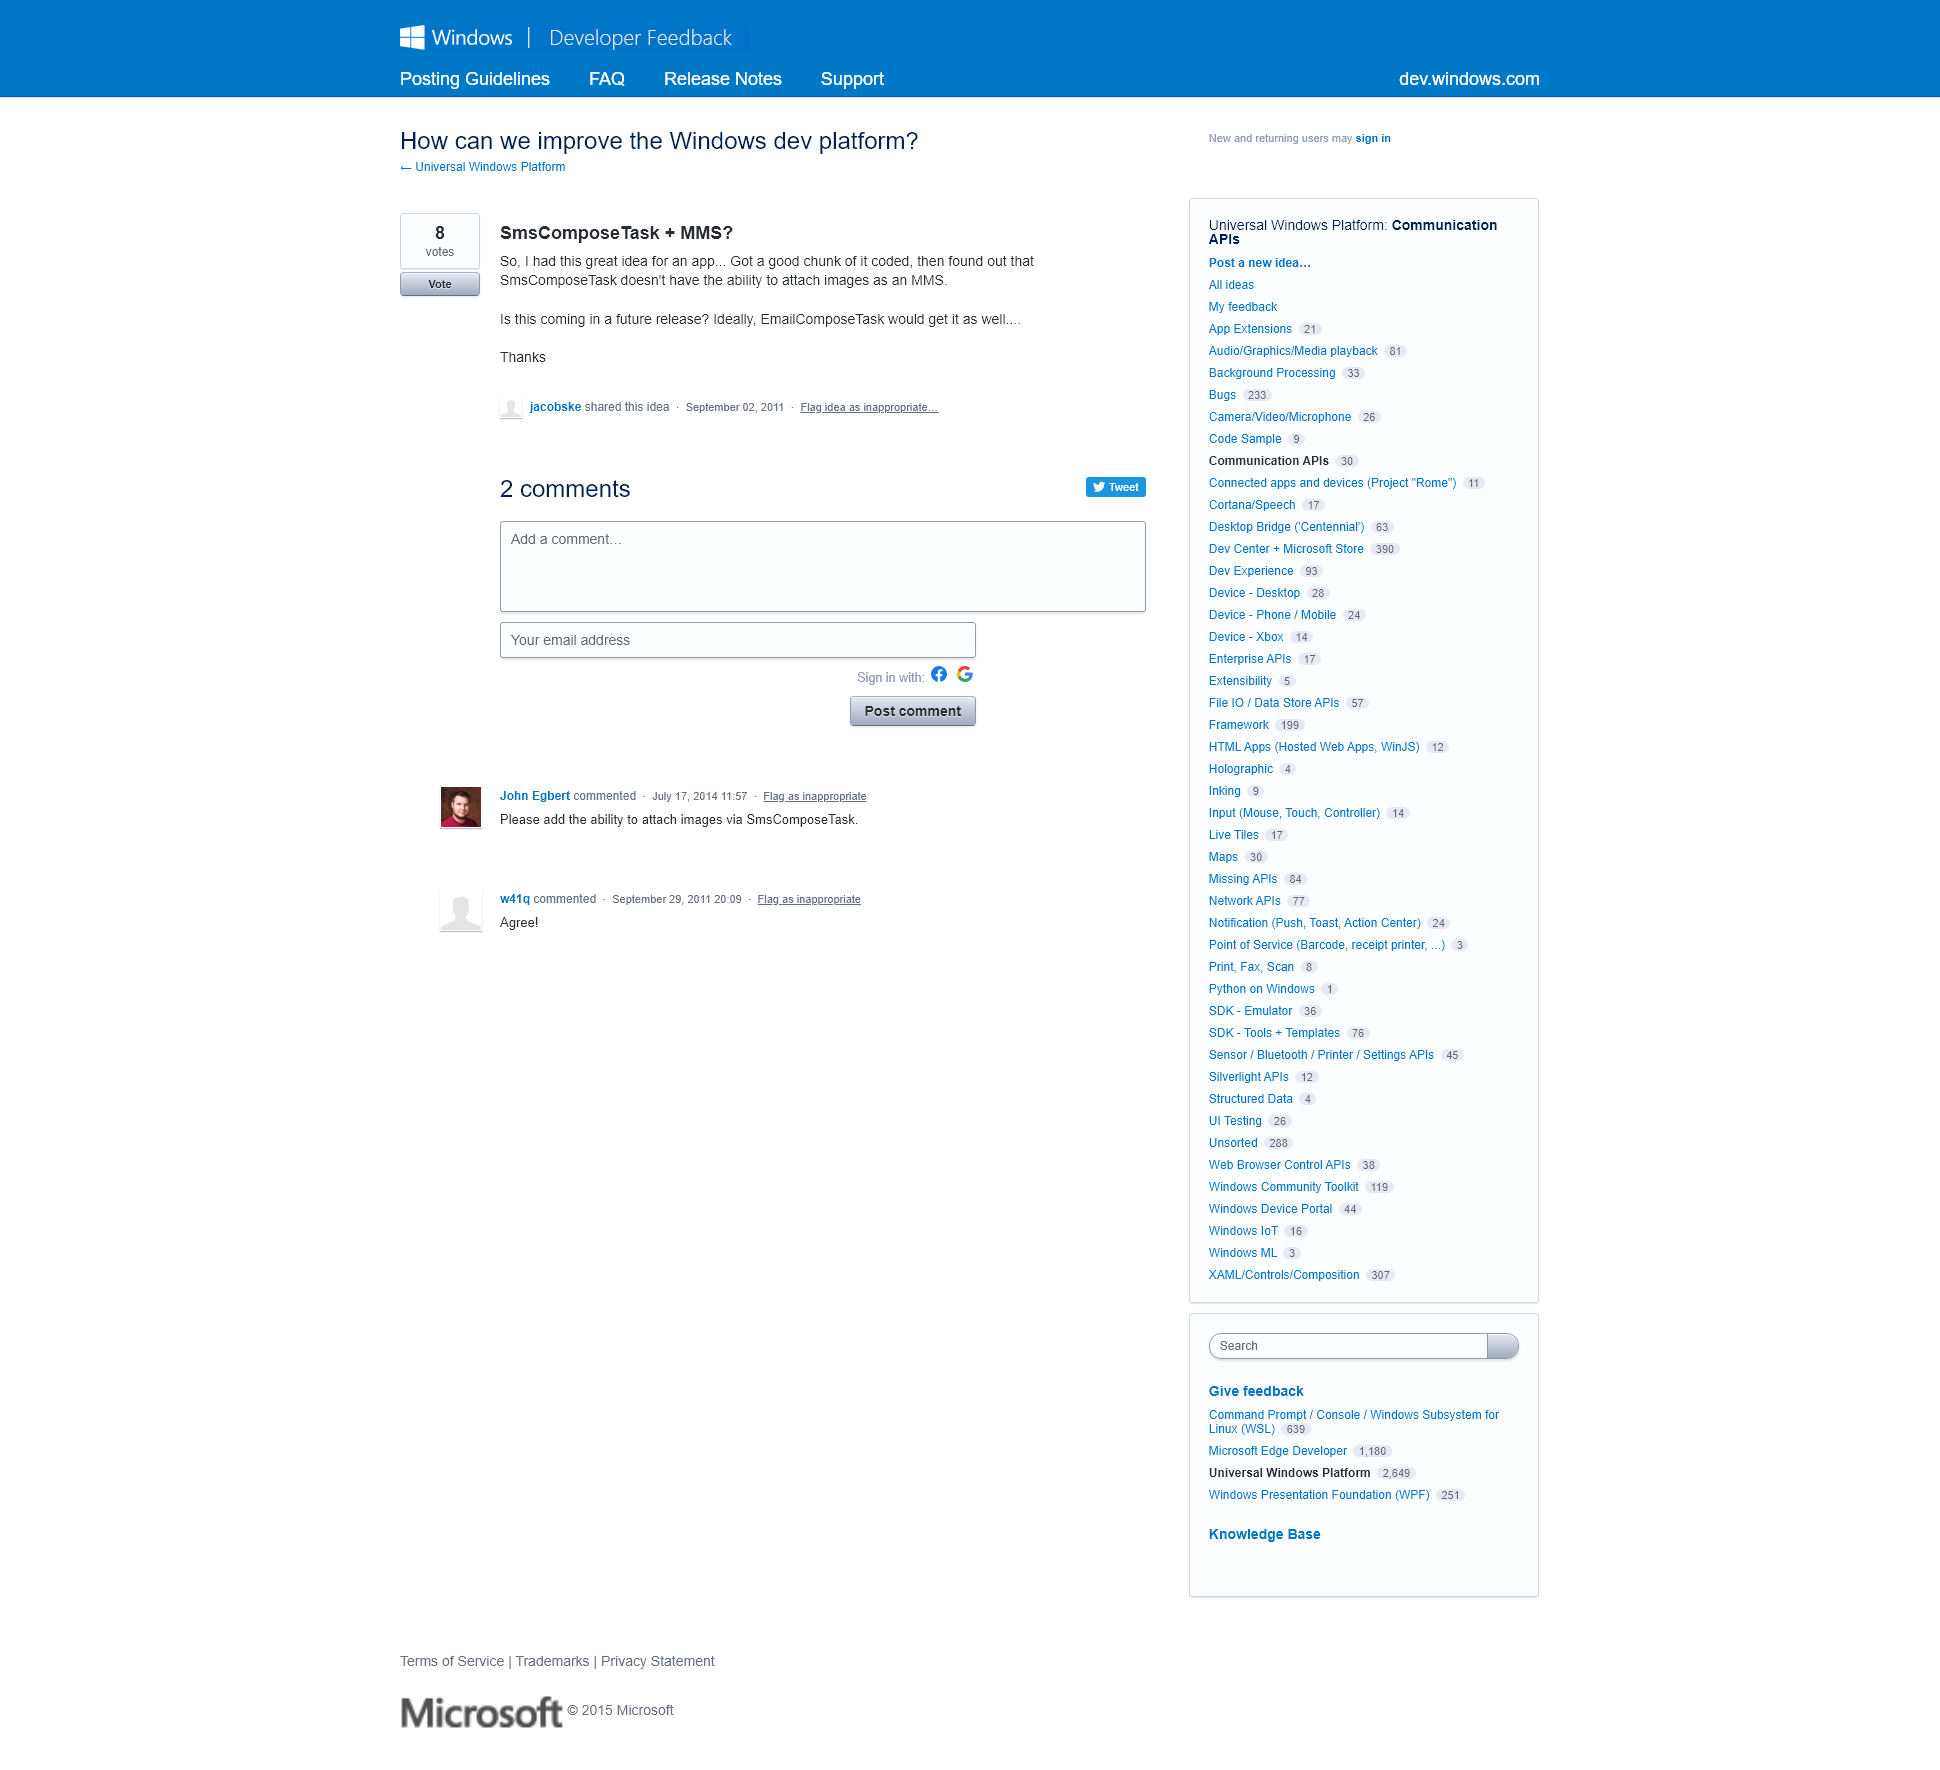 Windows | Developer Feedback
Posting Guidelines FAQ Release Notes Support dev.windows.com
How can we improve the Windows dev platform?
← Universal Windows Platform
New and returning users may sign in
8
votes
Vote
SmsComposeTask + MMS?
So, I had this great idea for an app... Got a good chunk of it coded, then found out that
SmsComposeTask doesn't have the ability to attach images as an MMS.
Is this coming in a future release? Ideally, EmailComposeTask would get it as well....
Thanks
jacobske shared this idea · September 02, 2011 · Flag idea as inappropriate…
2 comments
Tweet
Add a comment…
Your email address
Sign in with:
Post comment
John Egbert commented · July 17, 2014 11:57 · Flag as inappropriate
Please add the ability to attach images via SmsComposeTask.
w41q commented · September 29, 2011 20:09 · Flag as inappropriate
Agree!
Universal Windows Platform: Communication
APIs
Post a new idea…
All ideas
My feedback
App Extensions 21
Audio/Graphics/Media playback 81
Background Processing 33
Bugs 233
Camera/Video/Microphone 26
Code Sample 9
Communication APIs 30
Connected apps and devices (Project "Rome") 11
Cortana/Speech 17
Desktop Bridge ('Centennial') 63
Dev Center + Microsoft Store 390
Dev Experience 93
Device - Desktop 28
Device - Phone / Mobile 24
Device - Xbox 14
Enterprise APIs 17
Extensibility 5
File IO / Data Store APIs 57
Framework 199
HTML Apps (Hosted Web Apps, WinJS) 12
Holographic 4
Inking 9
Input (Mouse, Touch, Controller) 14
Live Tiles 17
Maps 30
Missing APIs 84
Network APIs 77
Notification (Push, Toast, Action Center) 24
Point of Service (Barcode, receipt printer, ...) 3
Print, Fax, Scan 8
Python on Windows 1
SDK - Emulator 36
SDK - Tools + Templates 76
Sensor / Bluetooth / Printer / Settings APIs 45
Silverlight APIs 12
Structured Data 4
UI Testing 26
Unsorted 288
Web Browser Control APIs 38
Windows Community Toolkit 119
Windows Device Portal 44
Windows IoT 16
Windows ML 3
XAML/Controls/Composition 307
Search
Give feedback
Command Prompt / Console / Windows Subsystem for
Linux (WSL) 639
Microsoft Edge Developer 1,180
Universal Windows Platform 2,649
Windows Presentation Foundation (WPF) 251
Knowledge Base
Terms of Service | Trademarks | Privacy Statement
Microsoft © 2015 Microsoft